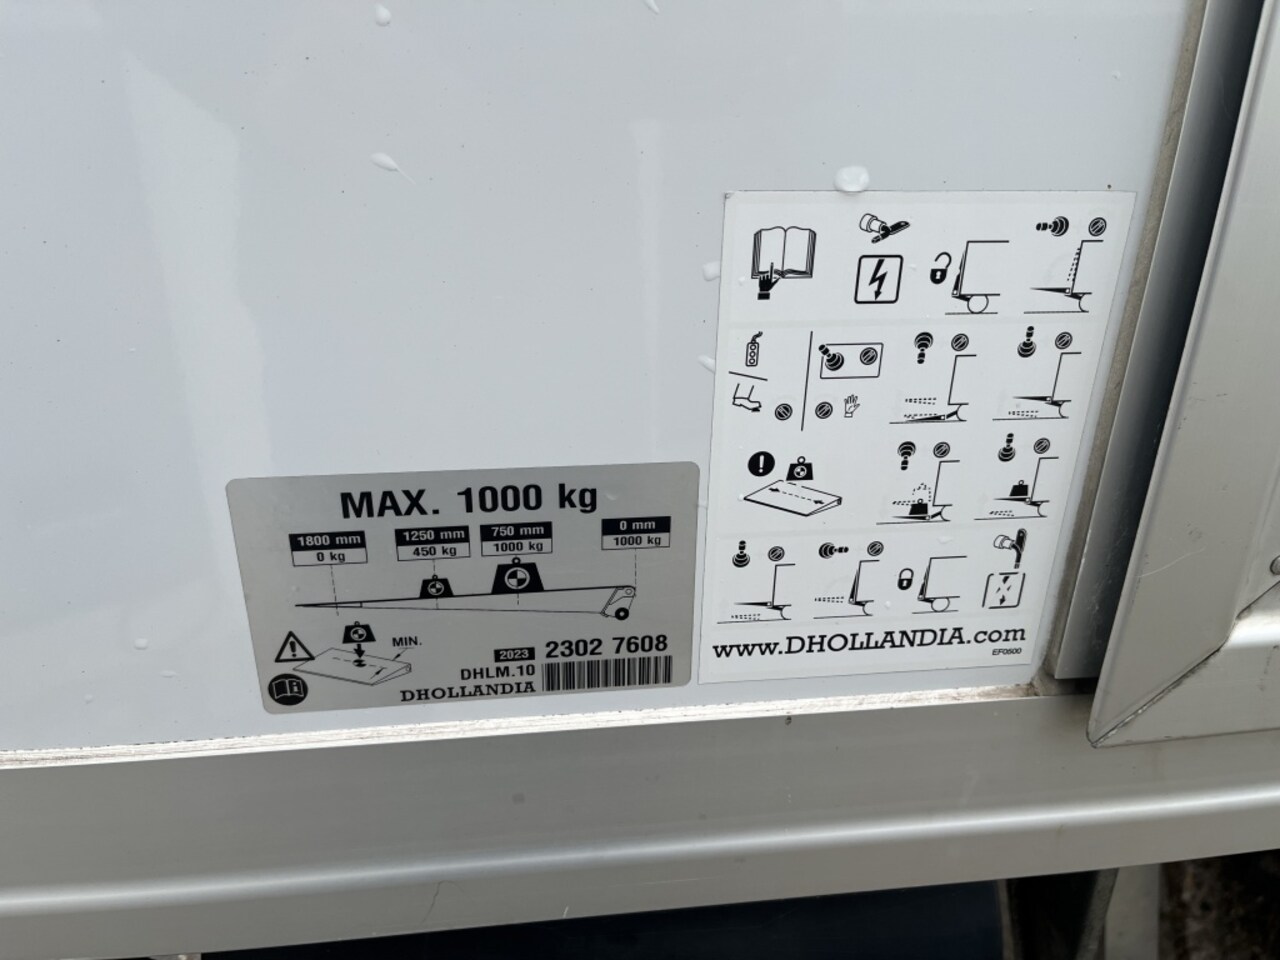 MAX. 1000 kg
1800 mm
0 kg
1250 mm
450 kg
750 mm
1000 kg
0 mm
1000 kg
MIN.
2023 2302 7608
DHLM.10
DHOLLANDIA
www.DHOLLANDIA.com
EF0500